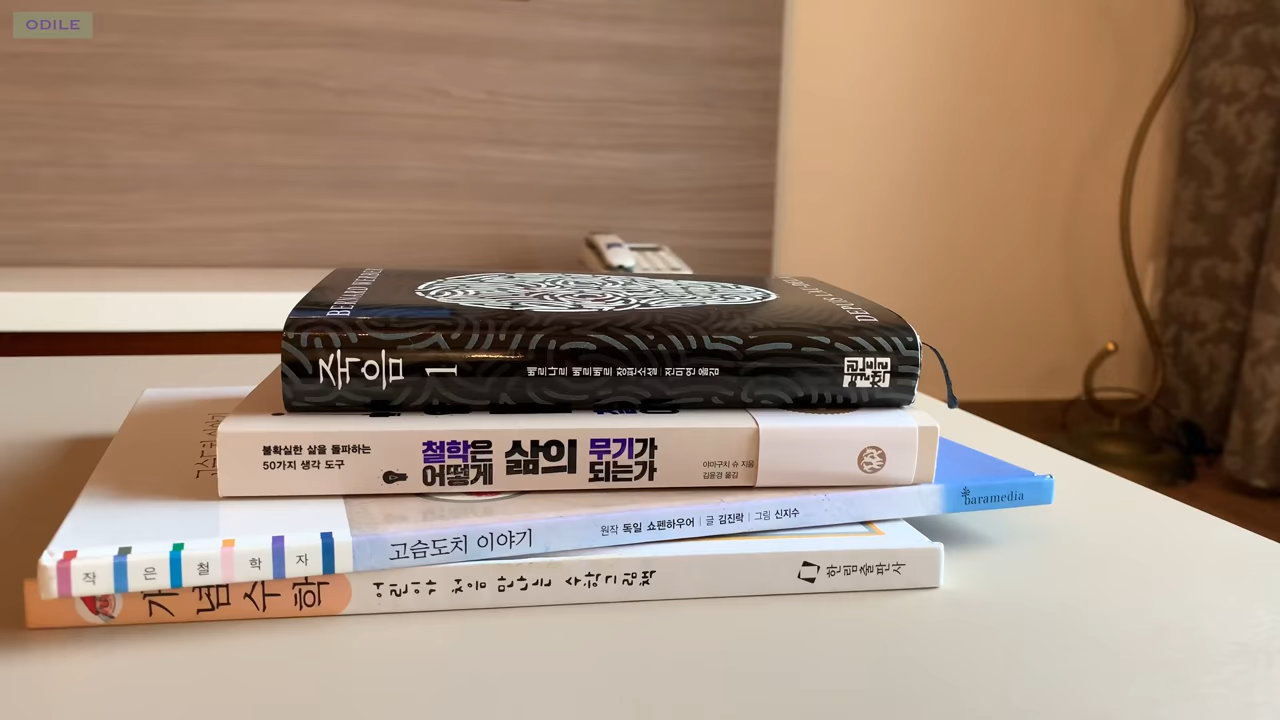 ODILE
BERNARD WERBER
죽음 1
베르나르 베르베르 장편소설 전미연 옮김
열린책들
불확실한 삶을 돌파하는
50가지 생각 도구
철학은
어떻게
삶의
무기가
되는가
야마구치 슈 지음
김윤경 옮김
작은철학자
고슴도치 이야기
원작 독일 쇼펜하우어 | 글 김진락 | 그림 신지수
baramedia
개념수학
어린이가 처음 만나는 수학그림책
한림출판사